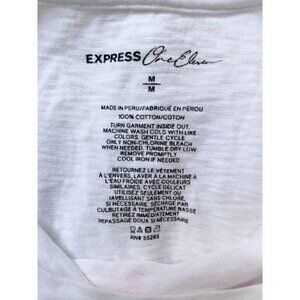 EXPRESS One Eleven
M
M
MADE IN PERU/FABRIQUÉ EN PÉROU
100% COTTON/COTON
TURN GARMENT INSIDE OUT.
MACHINE WASH COLD WITH LIKE
COLORS. GENTLE CYCLE
ONLY NON-CHLORINE BLEACH
WHEN NEEDED. TUMBLE DRY LOW
REMOVE PROMPTLY
COOL IRON IF NEEDED
RETOURNEZ LE VÊTEMENT
À L'ENVERS, LAVER À LA MACHINE À
L'EAU FROIDE AVEC COULEURS
SIMILAIRES, CYCLE DÉLICAT
UTILISEZ SEULEMENT OU
JAVELLISANT SANS CHLORE
SI NÉCESSAIRE. SÉCHAGE PAR
CULBUTAGE À TEMPÉRATURE BASSE
RETIREZ IMMÉDIATEMENT
REPASSAGE DOUX SI NÉCESSAIRE
RN# 55285